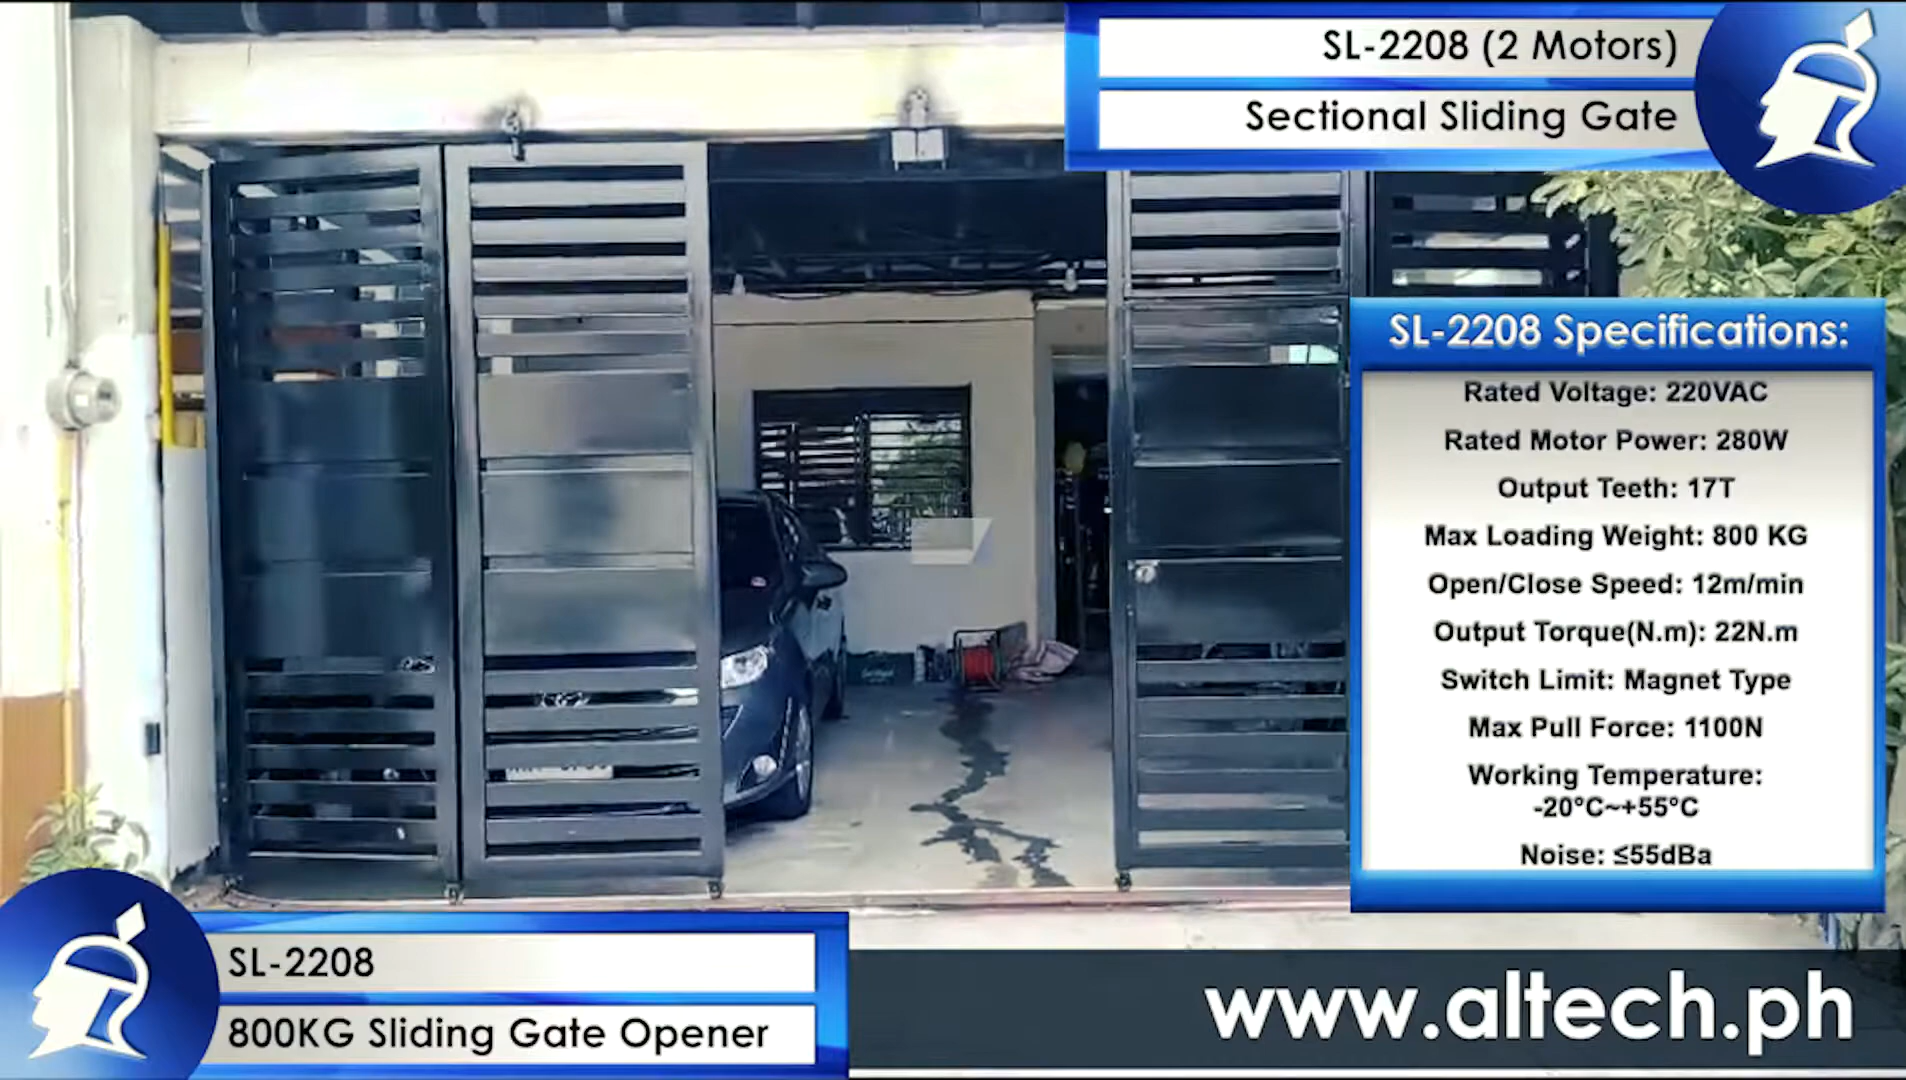 SL-2208 (2 Motors)
Sectional Sliding Gate
SL-2208 Specifications:
Rated Voltage: 220VAC
Rated Motor Power: 280W
Output Teeth: 17T
Max Loading Weight: 800 KG
Open/Close Speed: 12m/min
Output Torque(N.m): 22N.m
Switch Limit: Magnet Type
Max Pull Force: 1100N
Working Temperature:
-20°C~+55°C
Noise: ≤55dBa
SL-2208
800KG Sliding Gate Opener
www.altech.ph